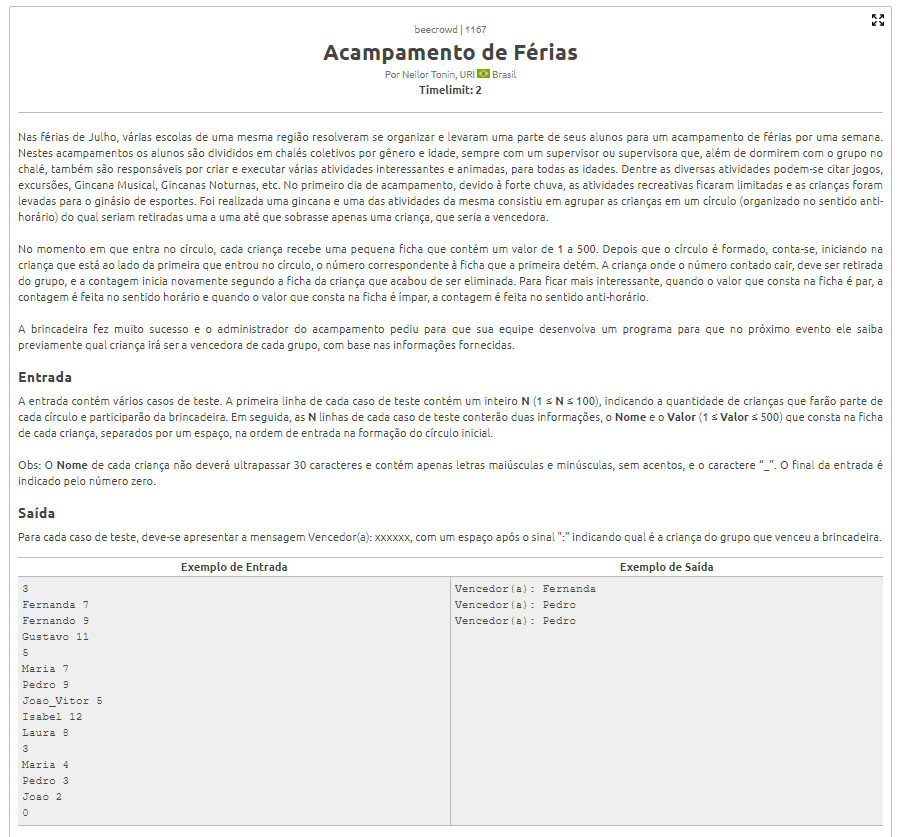 beecrowd | 1167
Acampamento de Férias
Por Neilor Tonin, URI Brasil
Timelimit: 2
Nas férias de Julho, várias escolas de uma mesma região resolveram se organizar e levaram uma parte de seus alunos para um acampamento de férias por uma semana.
Nestes acampamentos os alunos são divididos em chalés coletivos por gênero e idade, sempre com um supervisor ou supervisora que, além de dormirem com o grupo no
chalé, também são responsáveis por criar e executar várias atividades interessantes e animadas, para todas as idades. Dentre as diversas atividades podem-se citar jogos,
excursões, Gincana Musical, Gincanas Noturnas, etc. No primeiro dia de acampamento, devido à forte chuva, as atividades recreativas ficaram limitadas e as crianças foram
levadas para o ginásio de esportes. Foi realizada uma gincana e uma das atividades da mesma consistiu em agrupar as crianças em um círculo (organizado no sentido anti-
horário) do qual seriam retiradas uma a uma até que sobrasse apenas uma criança, que seria a vencedora.
No momento em que entra no círculo, cada criança recebe uma pequena ficha que contém um valor de 1 a 500. Depois que o círculo é formado, conta-se, iniciando na
criança que está ao lado da primeira que entrou no círculo, o número correspondente à ficha que a primeira detém. A criança onde o número contado cair, deve ser retirada
do grupo, e a contagem inicia novamente segundo a ficha da criança que acabou de ser eliminada. Para ficar mais interessante, quando o valor que consta na ficha é par, a
contagem é feita no sentido horário e quando o valor que consta na ficha é ímpar, a contagem é feita no sentido anti-horário.
A brincadeira fez muito sucesso e o administrador do acampamento pediu para que sua equipe desenvolva um programa para que no próximo evento ele saiba
previamente qual criança irá ser a vencedora de cada grupo, com base nas informações fornecidas.
Entrada
A entrada contém vários casos de teste. A primeira linha de cada caso de teste contém um inteiro N (1 ≤ N ≤ 100), indicando a quantidade de crianças que farão parte de
cada círculo e participarão da brincadeira. Em seguida, as N linhas de cada caso de teste conterão duas informações, o Nome e o Valor (1 ≤ Valor ≤ 500) que consta na ficha
de cada criança, separados por um espaço, na ordem de entrada na formação do círculo inicial.
Obs: O Nome de cada criança não deverá ultrapassar 30 caracteres e contém apenas letras maiúsculas e minúsculas, sem acentos, e o caractere “_”. O final da entrada é
indicado pelo número zero.
Saída
Para cada caso de teste, deve-se apresentar a mensagem Vencedor(a): xxxxxx, com um espaço após o sinal ":" indicando qual é a criança do grupo que venceu a brincadeira.
Exemplo de Entrada
3
Fernanda 7
Fernando 9
Gustavo 11
5
Maria 7
Pedro 9
Joao_Vitor 5
Isabel 12
Laura 8
3
Maria 4
Pedro 3
Joao 2
0
Exemplo de Saída
Vencedor(a): Fernanda
Vencedor(a): Pedro
Vencedor(a): Pedro